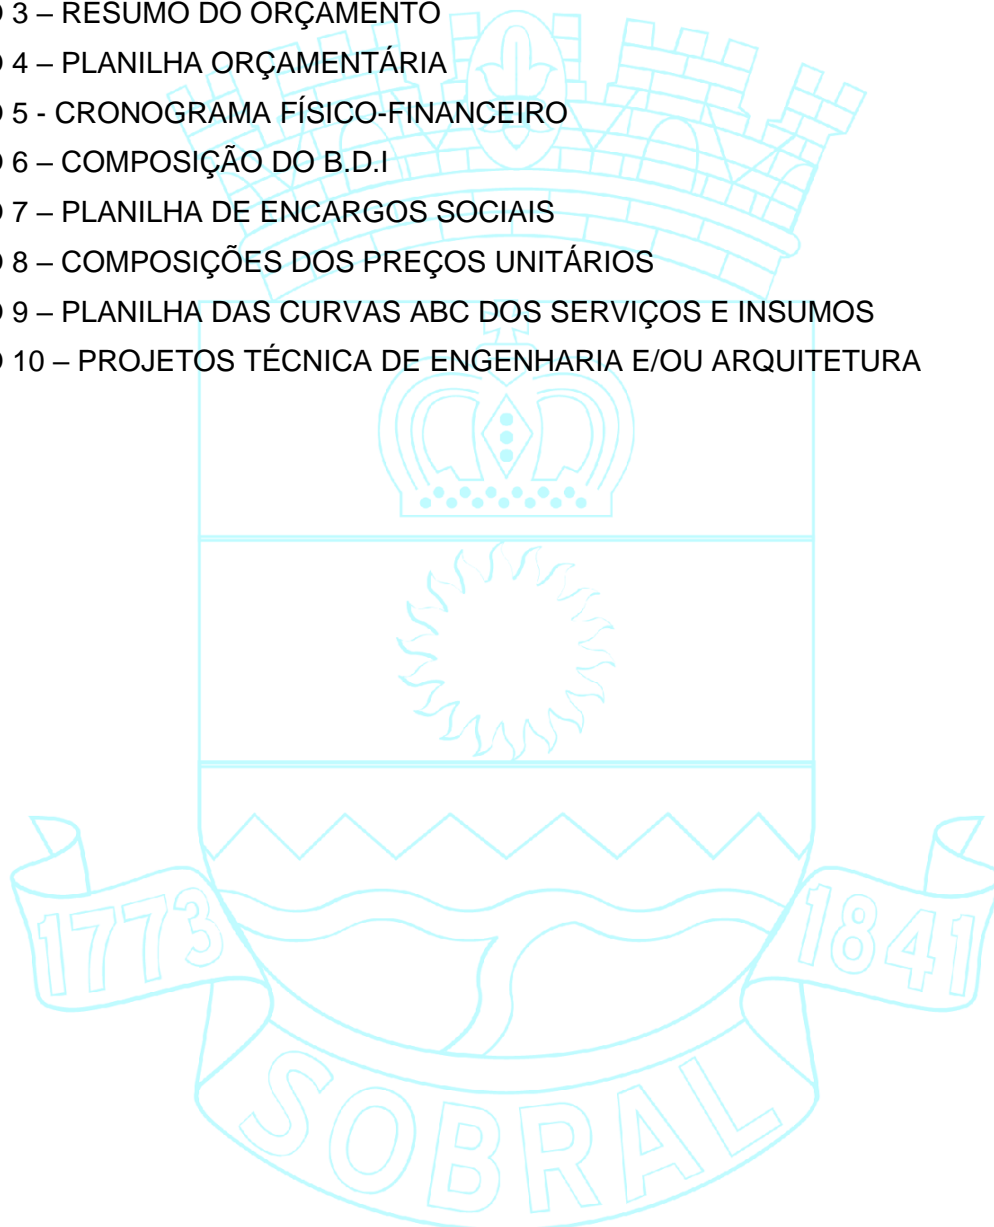 O 3 – RESUMO DO ORÇAMENTO
O 4 – PLANILHA ORÇAMENTÁRIA
O 5 - CRONOGRAMA FÍSICO-FINANCEIRO
O 6 – COMPOSIÇÃO DO B.D.I
O 7 – PLANILHA DE ENCARGOS SOCIAIS
O 8 – COMPOSIÇÕES DOS PREÇOS UNITÁRIOS
O 9 – PLANILHA DAS CURVAS ABC DOS SERVIÇOS E INSUMOS
O 10 – PROJETOS TÉCNICA DE ENGENHARIA E/OU ARQUITETURA
1773
1841
SOBRAL